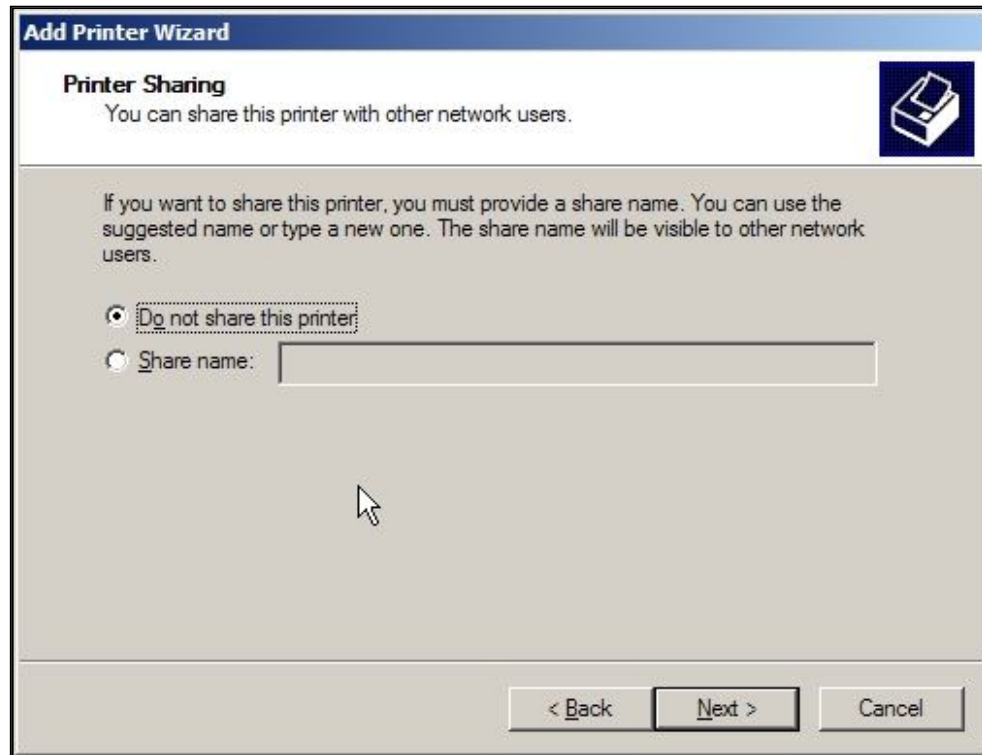 Add Printer Wizard
Printer Sharing
You can share this printer with other network users.
If you want to share this printer, you must provide a share name. You can use the
suggested name or type a new one. The share name will be visible to other network
users.
Do not share this printer
Share name:
< Back Next > Cancel